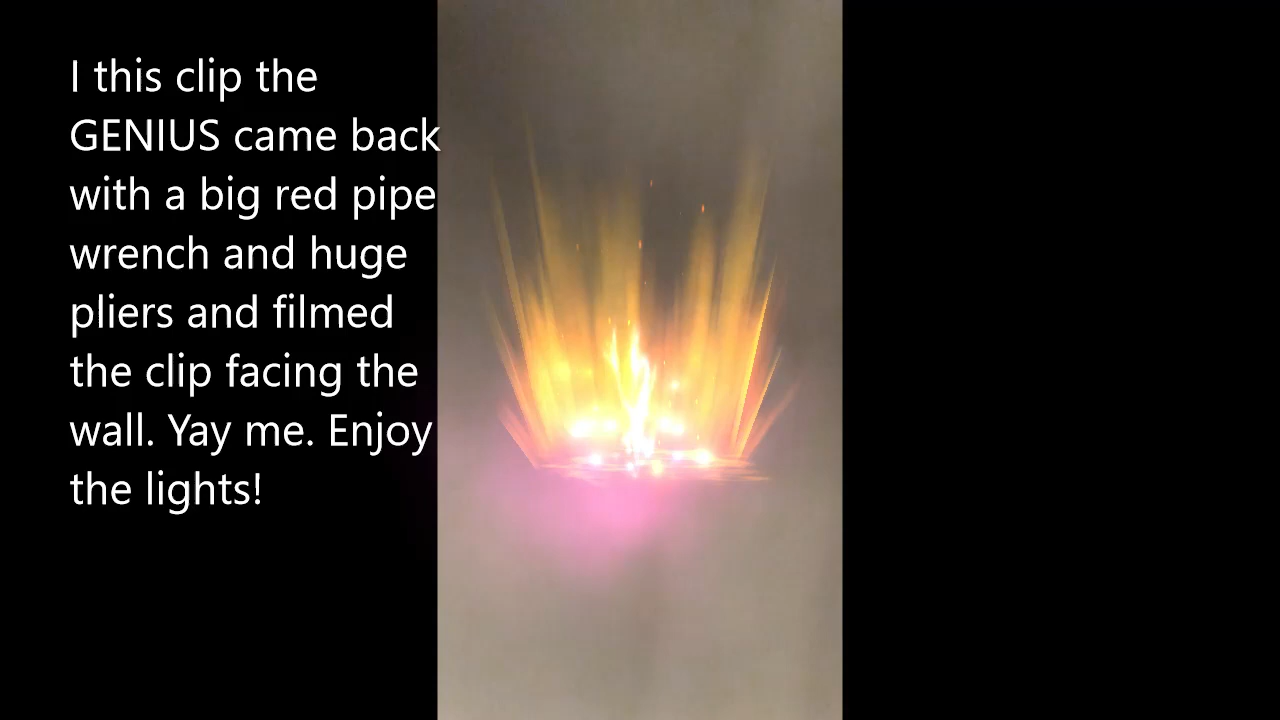 I this clip the
GENIUS came back
with a big red pipe
wrench and huge
pliers and filmed
the clip facing the
wall. Yay me. Enjoy
the lights!